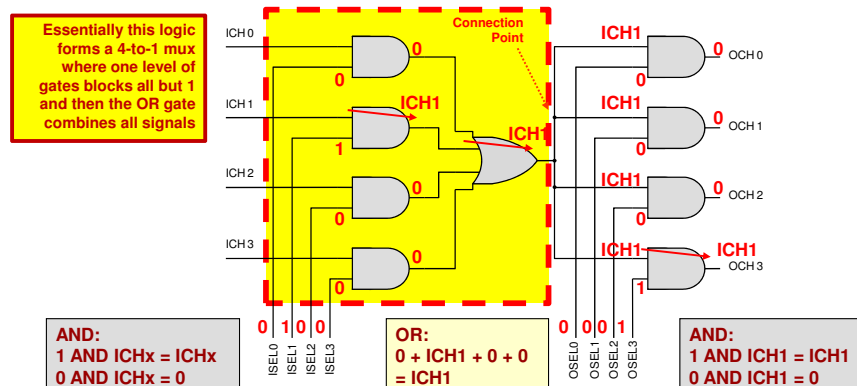 Essentially this logic
forms a 4-to-1 mux
where one level of
gates blocks all but 1
and then the OR gate
combines all signals
Connection
Point
ICH 0
0
0
ICH 1
ICH1
1
ICH 2
0
0
ICH 3
0
0
ICH1
ICH1
0
0
OCH 0
ICH1
0
0
OCH 1
ICH1
0
0
OCH 2
ICH1
ICH1
1
OCH 3
0 1 0 0
ISEL0
ISEL1
ISEL2
ISEL3
0 0 0 1
OSEL0
OSEL1
OSEL2
OSEL3
AND:
1 AND ICHx = ICHx
0 AND ICHx = 0
OR:
0 + ICH1 + 0 + 0
= ICH1
AND:
1 AND ICH1 = ICH1
0 AND ICH1 = 0